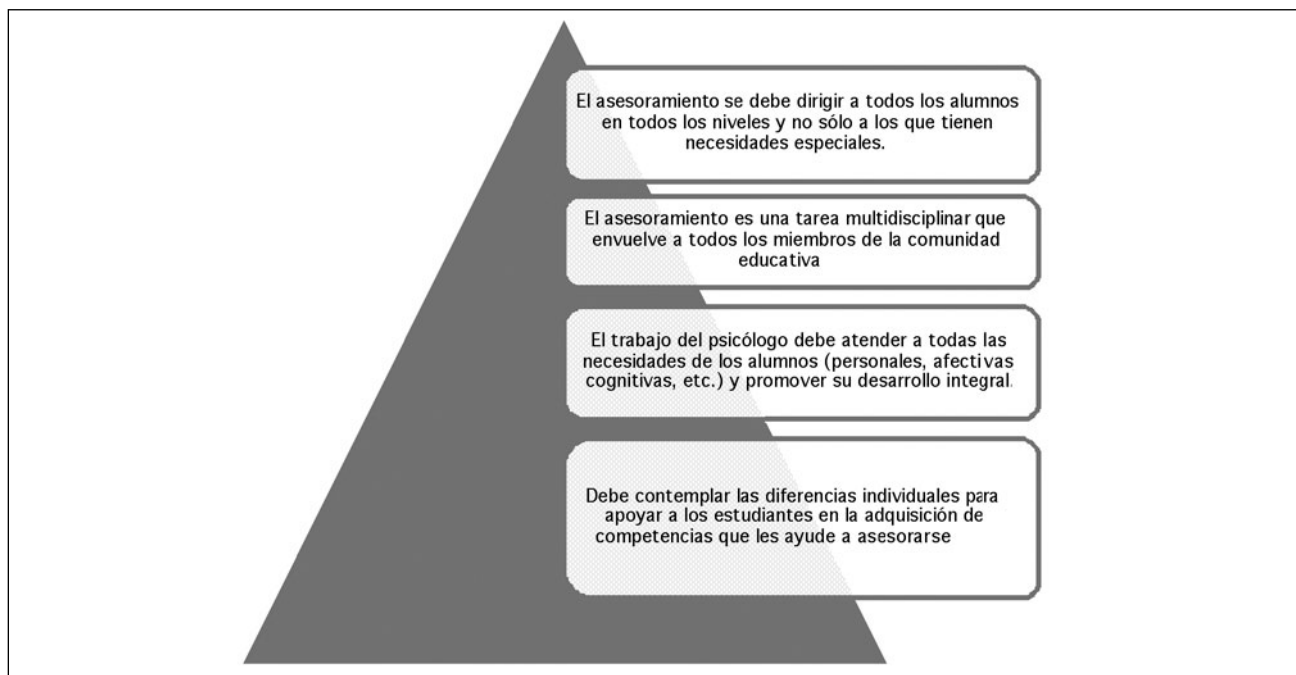 El asesoramiento se debe dirigir a todos los alumnos
en todos los niveles y no sólo a los que tienen
necesidades especiales.
El asesoramiento es una tarea multidisciplinar que
envuelve a todos los miembros de la comunidad
educativa
El trabajo del psicólogo debe atender a todas las
necesidades de los alumnos (personales, afectivas
cognitivas, etc.) y promover su desarrollo integral.
Debe contemplar las diferencias individuales para
apoyar a los estudiantes en la adquisición de
competencias que les ayude a asesorarse